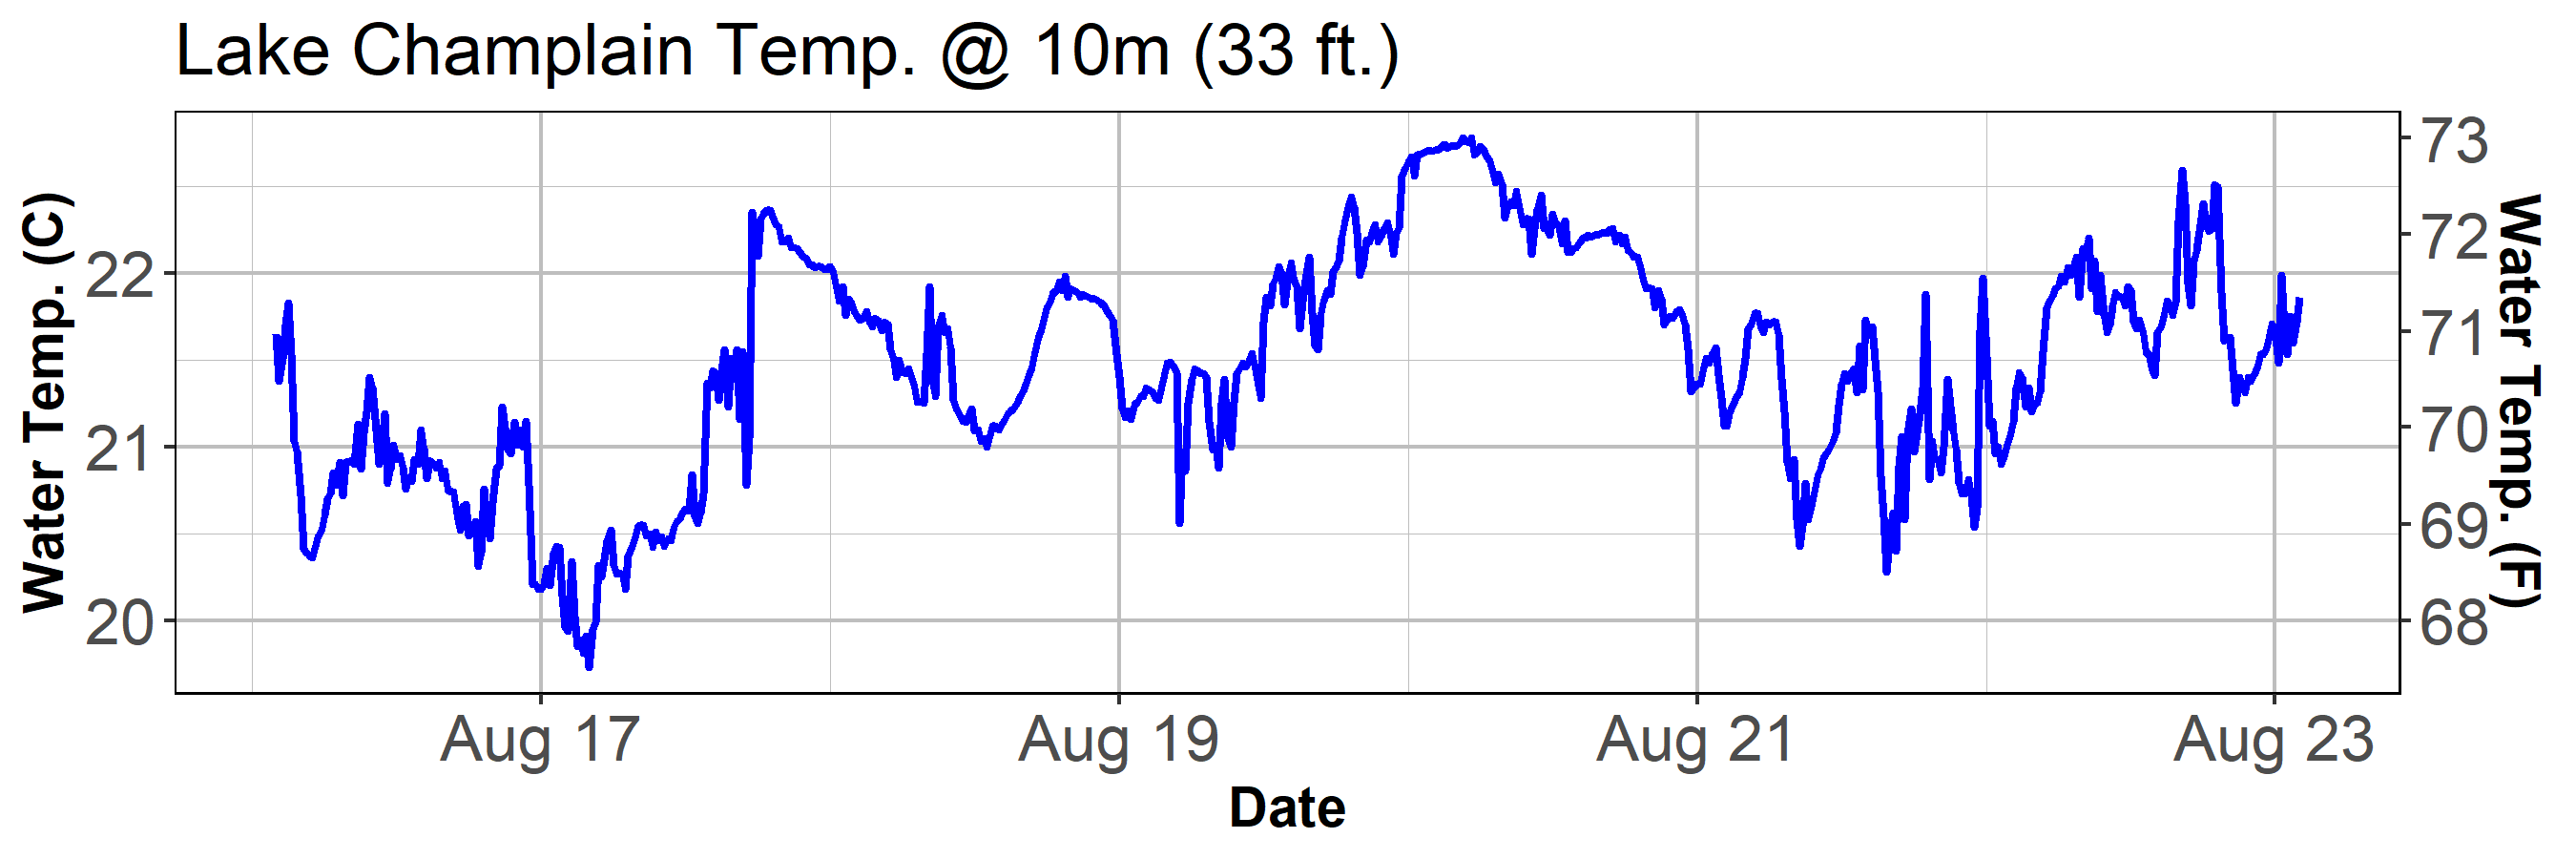 Lake Champlain Temp. @ 10m (33 ft.)
Water Temp. (C)
22
21
20
73
72
71
70
69
68
Water Temp. (F)
Aug 17
Aug 19
Aug 21
Aug 23
Date